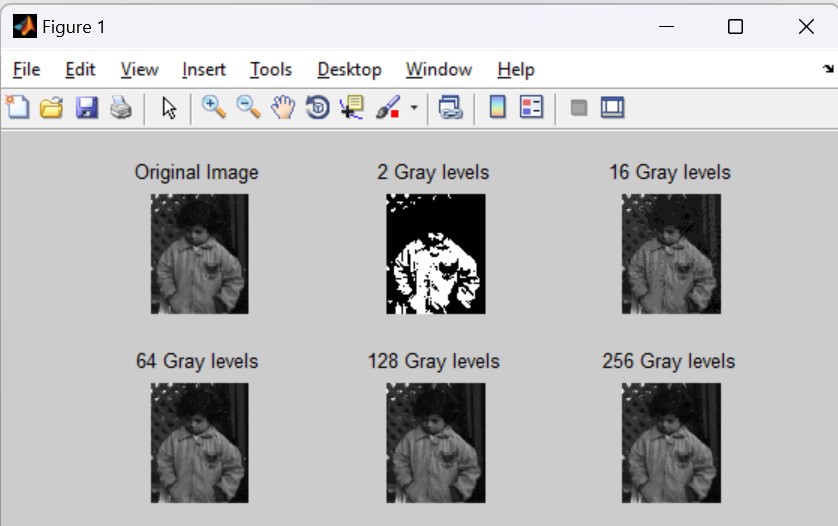 Figure 1
File Edit View Insert Tools Desktop Window Help
Original Image 2 Gray levels 16 Gray levels
64 Gray levels 128 Gray levels 256 Gray levels